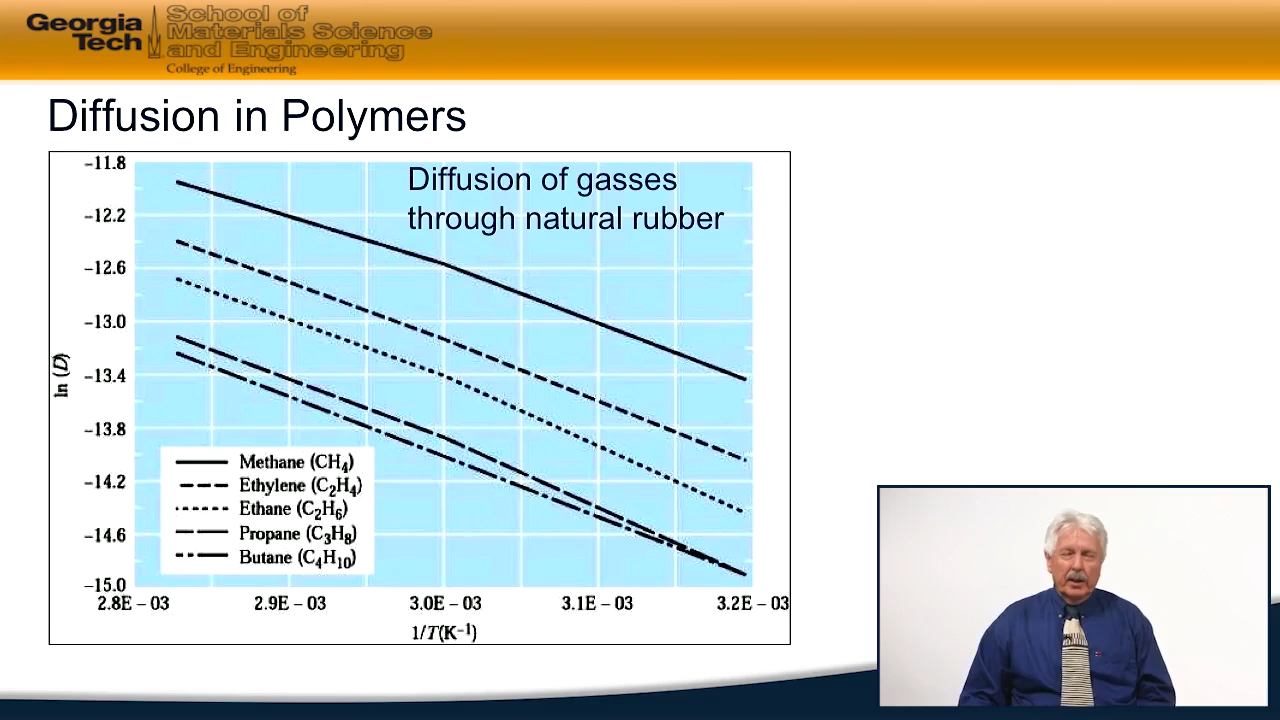 Georgia
Tech
School of
Materials Science
and Engineering
College of Engineering
Diffusion in Polymers
Diffusion of gasses
through natural rubber
−11.8
−12.2
−12.6
−13.0
−13.4
−13.8
−14.2
−14.6
−15.0
ln (D)
Methane (CH₄)
Ethylene (C₂H₄)
Ethane (C₂H₆)
Propane (C₃H₈)
Butane (C₄H₁₀)
2.8E − 03 2.9E − 03 3.0E − 03 3.1E − 03 3.2E − 03
1/T(K⁻¹)